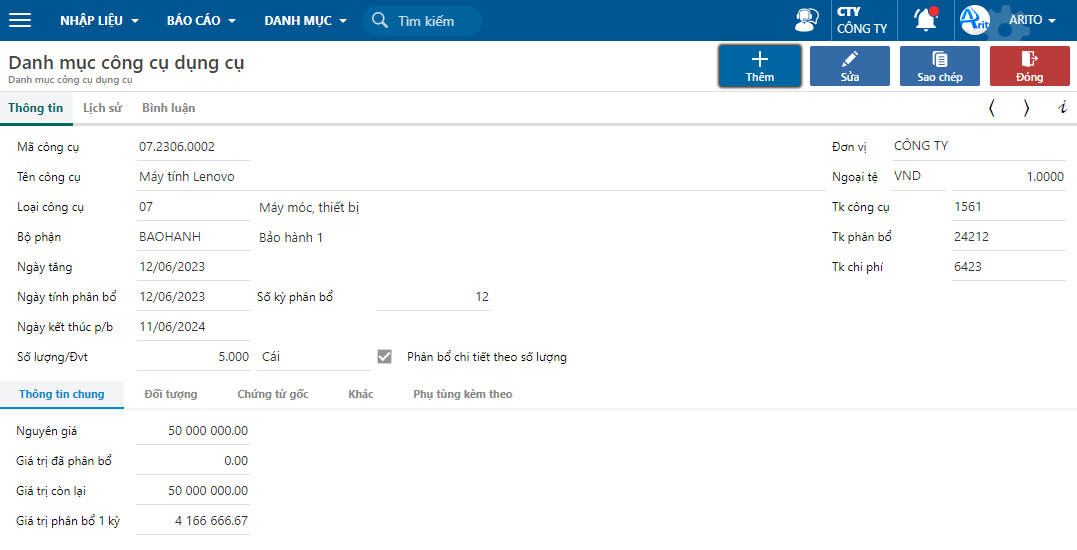 NHẬP LIỆU BÁO CÁO DANH MỤC Tìm kiếm CTY CÔNG TY Arit ARITO
Danh mục công cụ dụng cụ
Danh mục công cụ dụng cụ
Thêm Sửa Sao chép Đóng
Thông tin Lịch sử Bình luận
Mã công cụ 07.2306.0002 Đơn vị CÔNG TY
Tên công cụ Máy tính Lenovo Ngoại tệ VND 1.0000
Loại công cụ 07 Máy móc, thiết bị Tk công cụ 1561
Bộ phận BAOHANH Bảo hành 1 Tk phân bổ 24212
Ngày tăng 12/06/2023 Tk chi phí 6423
Ngày tính phân bổ 12/06/2023 Số kỳ phân bổ 12
Ngày kết thúc p/b 11/06/2024
Số lượng/Đvt 5.000 Cái Phân bổ chi tiết theo số lượng
Thông tin chung Đối tượng Chứng từ gốc Khác Phụ tùng kèm theo
Nguyên giá 50 000 000.00
Giá trị đã phân bổ 0.00
Giá trị còn lại 50 000 000.00
Giá trị phân bổ 1 kỳ 4 166 666.67